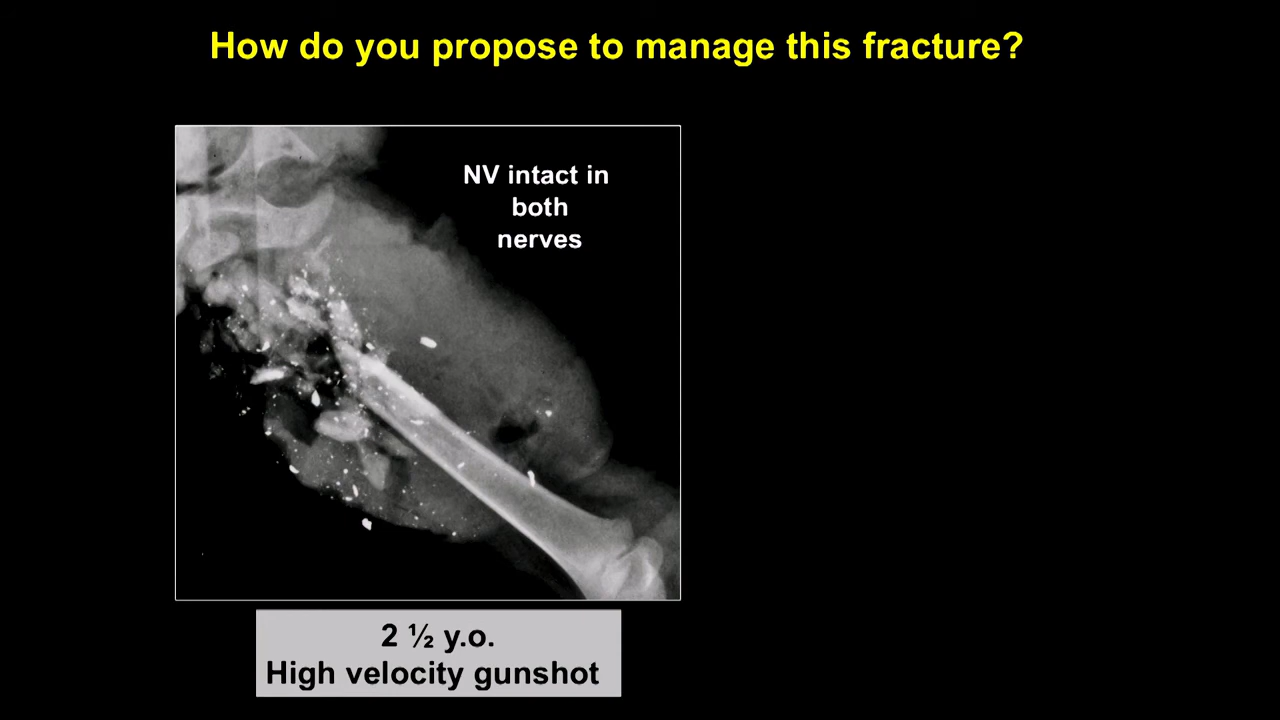 How do you propose to manage this fracture?
NV intact in
both
nerves
2 ½ y.o.
High velocity gunshot